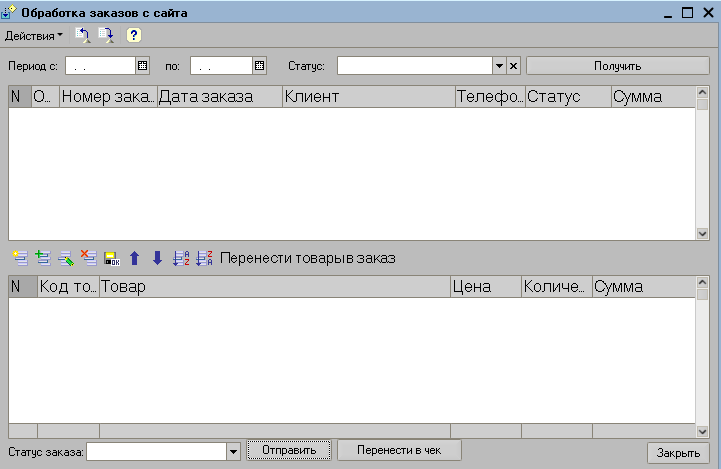 Обработка заказов с сайта
Действия ?
Период с: . . по: . . Статус: Получить
N О... Номер зака... Дата заказа Клиент Телефо... Статус Сумма
Перенести товары в заказ
N Код то... Товар Цена Количе... Сумма
Статус заказа: Отправить Перенести в чек Закрыть